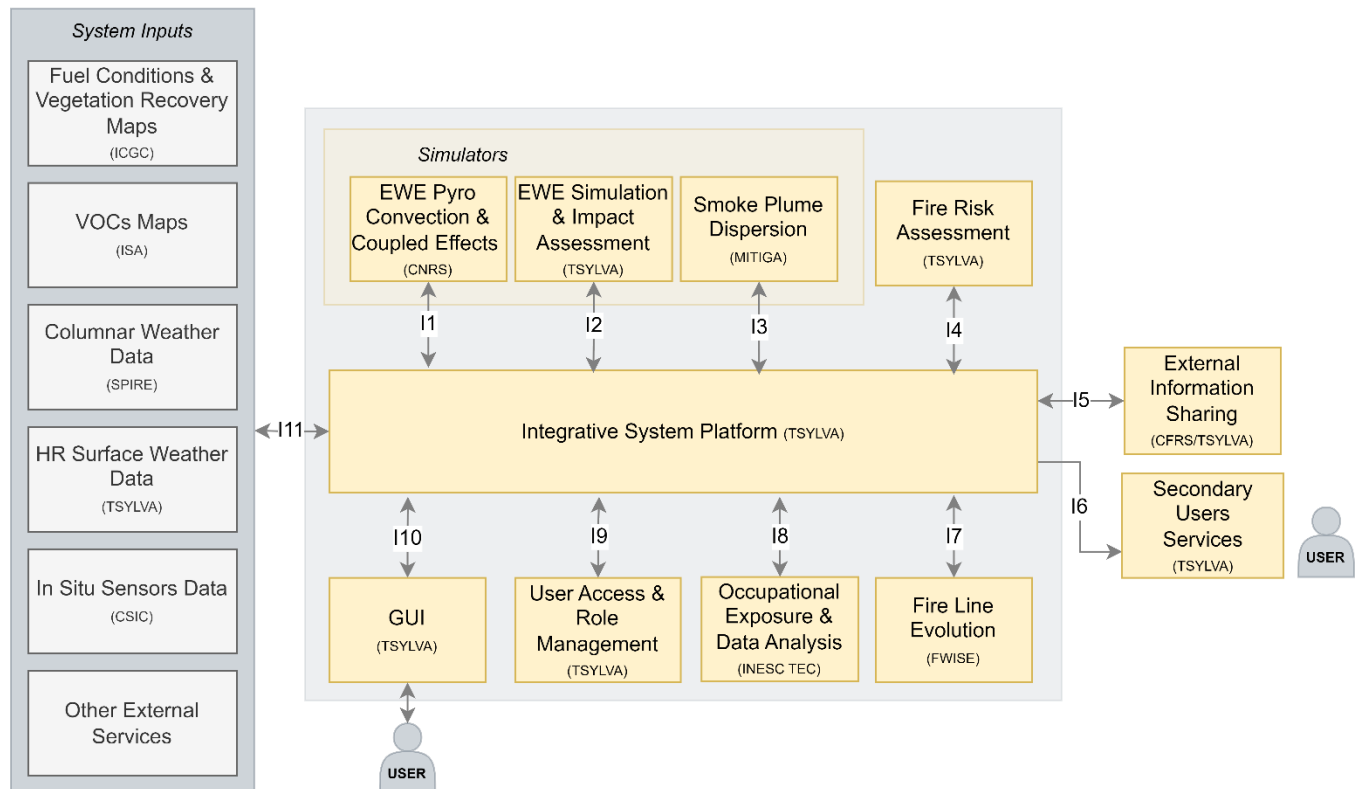 System Inputs
Fuel Conditions &
Vegetation Recovery
Maps
(ICGC)
VOCs Maps
(ISA)
Columnar Weather
Data
(SPIRE)
HR Surface Weather
Data
(TSYLVA)
In Situ Sensors Data
(CSIC)
Other External
Services
Simulators
EWE Pyro
Convection &
Coupled Effects
(CNRS)
EWE Simulation
& Impact
Assessment
(TSYLVA)
Smoke Plume
Dispersion
(MITIGA)
Fire Risk
Assessment
(TSYLVA)
I1
I2
I3
I4
I11
Integrative System Platform (TSYLVA)
I5
External
Information
Sharing
(CFRS/TSYLVA)
I6
Secondary
Users
Services
(TSYLVA)
USER
I10
I9
I8
I7
GUI
(TSYLVA)
User Access &
Role
Management
(TSYLVA)
Occupational
Exposure &
Data Analysis
(INESC TEC)
Fire Line
Evolution
(FWISE)
USER